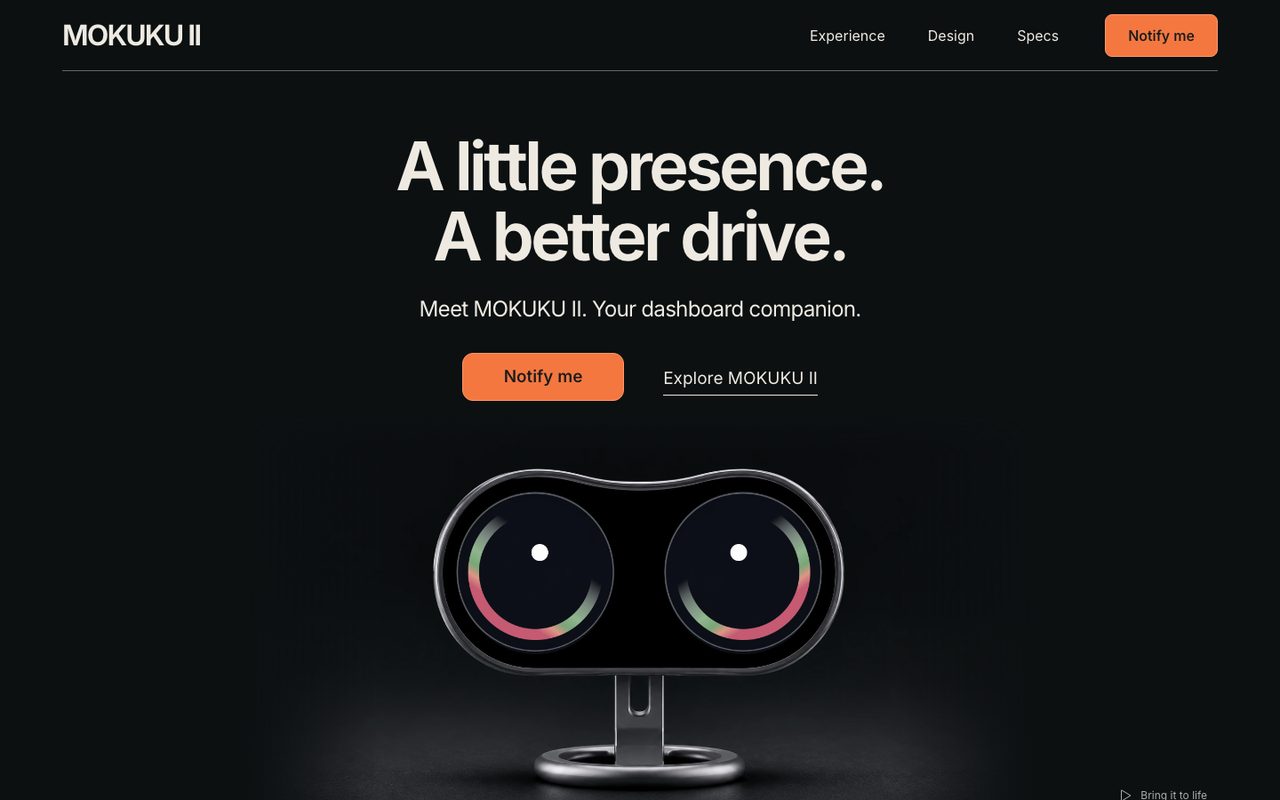 MOKUKU II
Experience
Design
Specs
Notify me
A little presence.
A better drive.
Meet MOKUKU II. Your dashboard companion.
Notify me
Explore MOKUKU II
Bring it to life